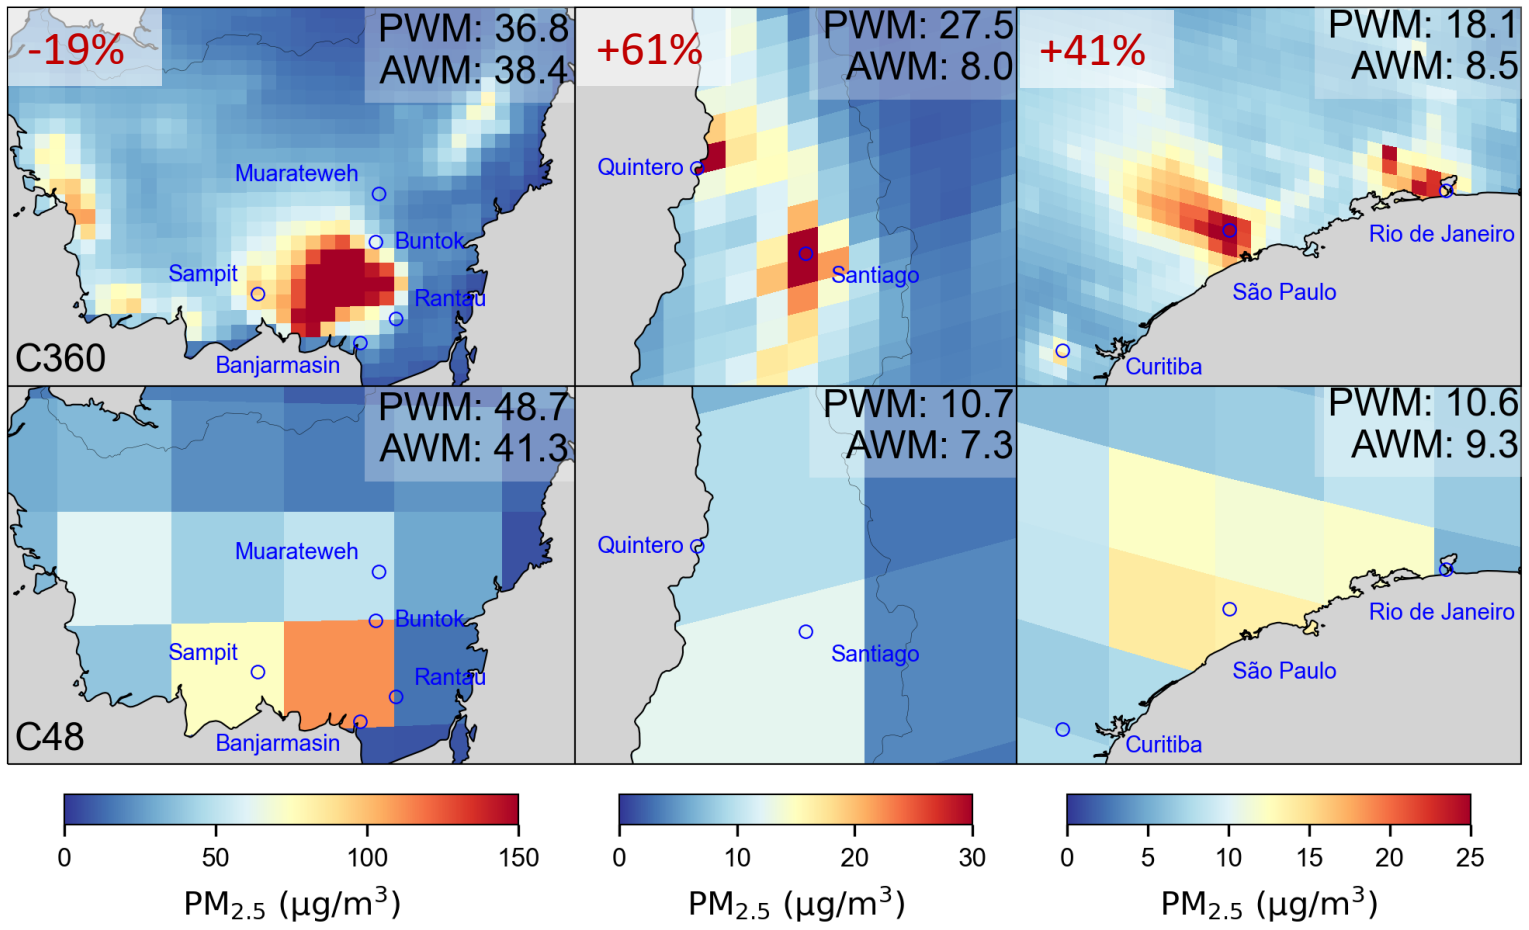 -19%
PWM: 36.8
AWM: 38.4
Muarateweh
Buntok
Sampit
Rantau
Banjarmasin
C360
+61%
PWM: 27.5
AWM: 8.0
Quintero
Santiago
+41%
PWM: 18.1
AWM: 8.5
Rio de Janeiro
São Paulo
Curitiba
PWM: 48.7
AWM: 41.3
Muarateweh
Buntok
Sampit
Rantau
Banjarmasin
C48
PWM: 10.7
AWM: 7.3
Quintero
Santiago
PWM: 10.6
AWM: 9.3
Rio de Janeiro
São Paulo
Curitiba
0 50 100 150
PM2.5 (μg/m³)
0 10 20 30
PM2.5 (μg/m³)
0 5 10 15 20 25
PM2.5 (μg/m³)